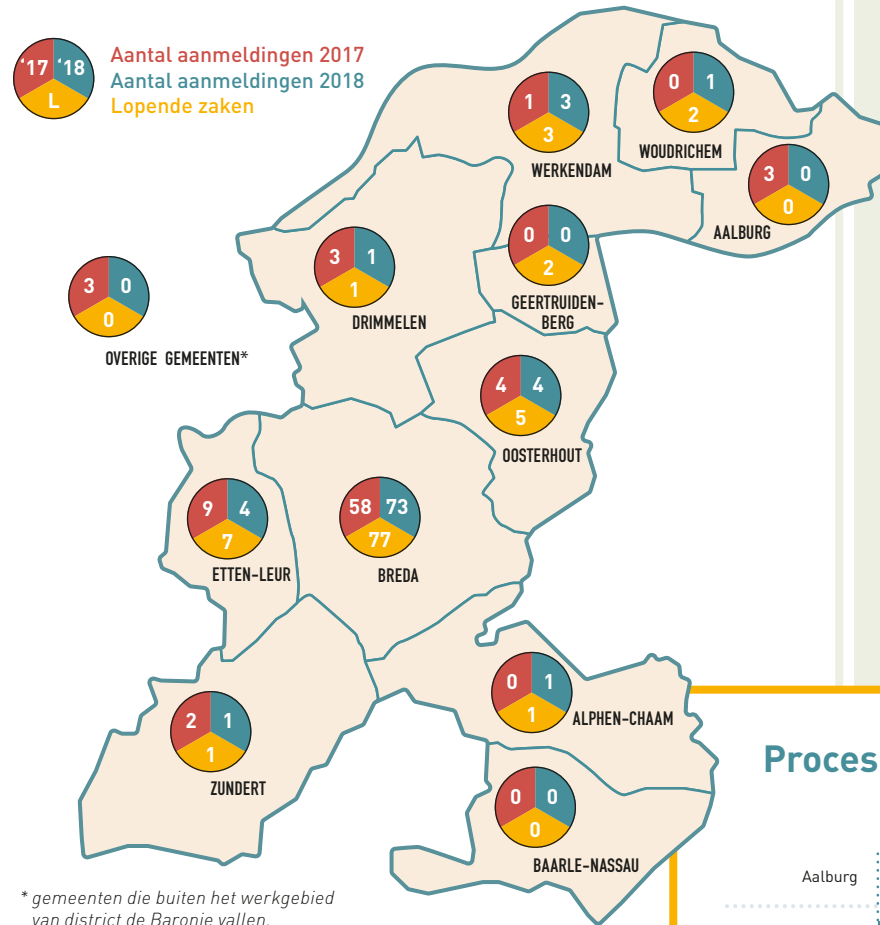 ‘17 ‘18
L
Aantal aanmeldingen 2017
Aantal aanmeldingen 2018
Lopende zaken
0 1
2
WOUDRICHEM
1 3
3
WERKENDAM
3 0
0
AALBURG
0 0
2
GEERTRUIDEN-
BERG
3 1
1
DRIMMELEN
3 0
0
OVERIGE GEMEENTEN*
4 4
5
OOSTERHOUT
9 4
7
ETTEN-LEUR
58 73
77
BREDA
0 1
1
ALPHEN-CHAAM
2 1
1
ZUNDERT
0 0
0
BAARLE-NASSAU
* gemeenten die buiten het werkgebied
van district de Baronie vallen.
Proces
Aalburg